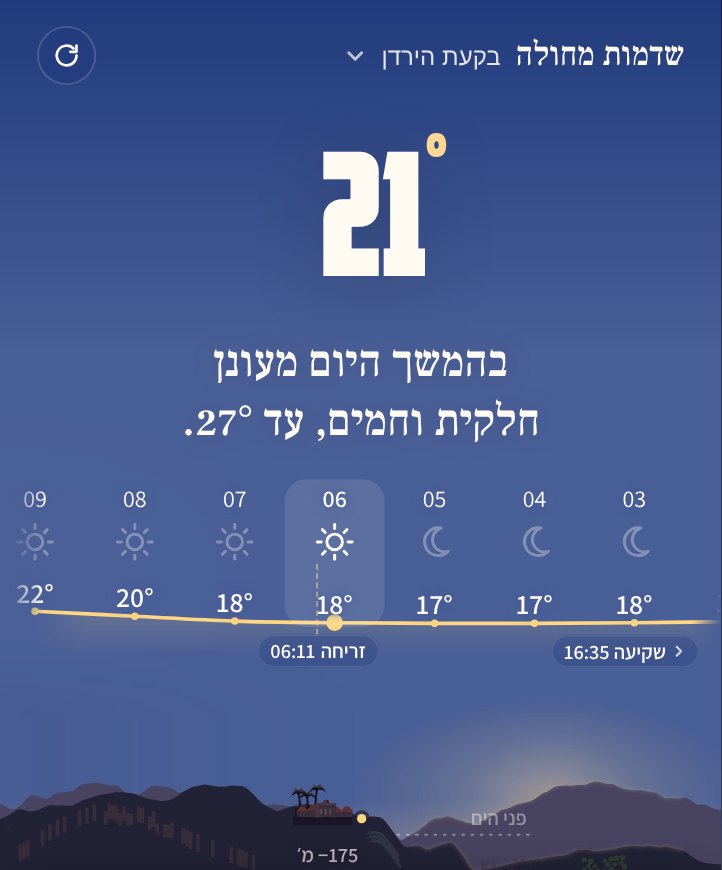 שדמות מחולה בקעת הירדן
21°
בהמשך היום מעונן
חלקית וחמים, עד 27°.
03 04 05 06 07 08 09
18° 17° 17° 18° 18° 20° 22°
שקיעה 16:35
זריחה 06:11
פני הים
−175 מ׳